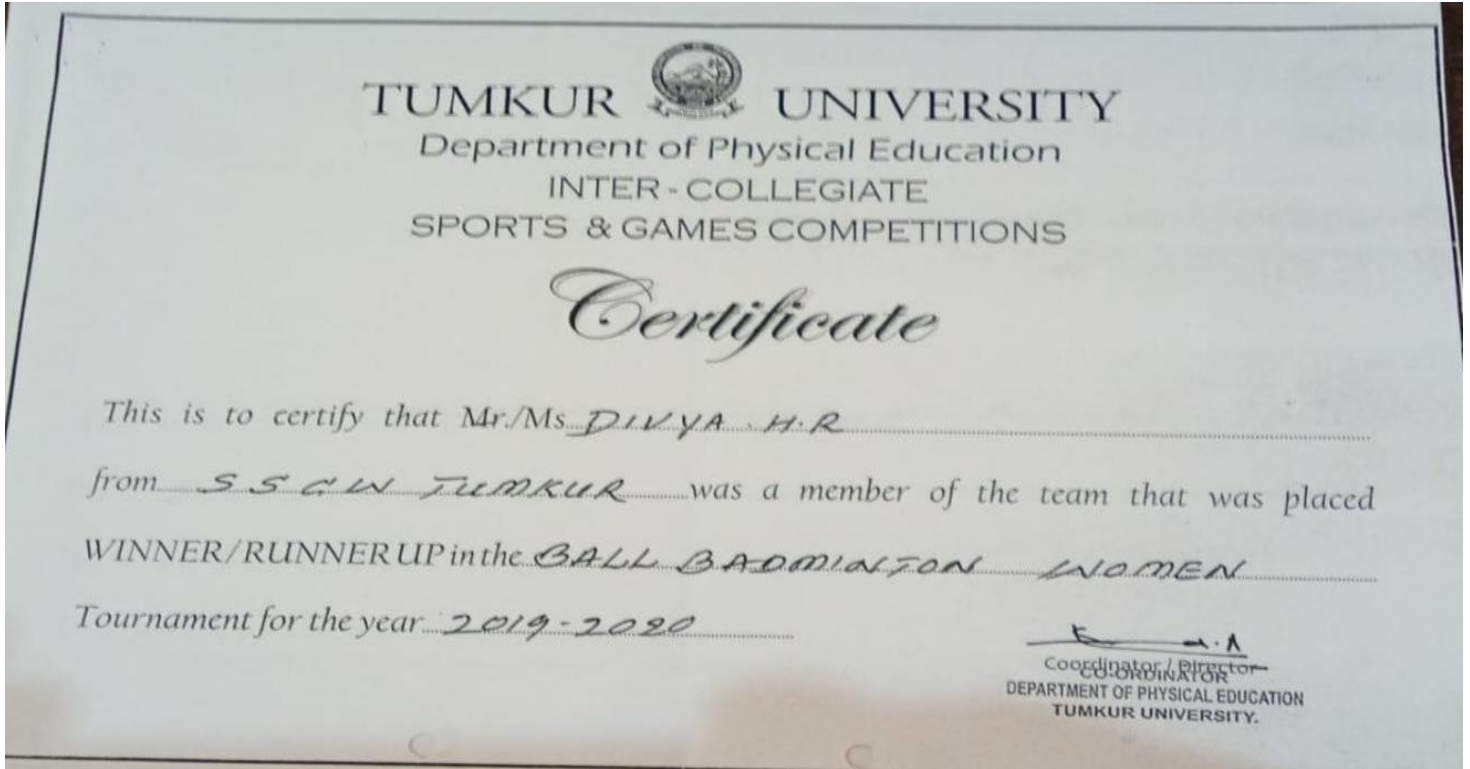 TUMKUR UNIVERSITY
Department of Physical Education
INTER - COLLEGIATE
SPORTS & GAMES COMPETITIONS
Certificate
This is to certify that Mr./Ms. DIVYA . H.R
from SSCW TUMKUR was a member of the team that was placed
WINNER/RUNNER UP in the BALL BADMINTON WOMEN
Tournament for the year 2019-2020
Coordinator / Director
CO-ORDINATOR
DEPARTMENT OF PHYSICAL EDUCATION
TUMKUR UNIVERSITY.